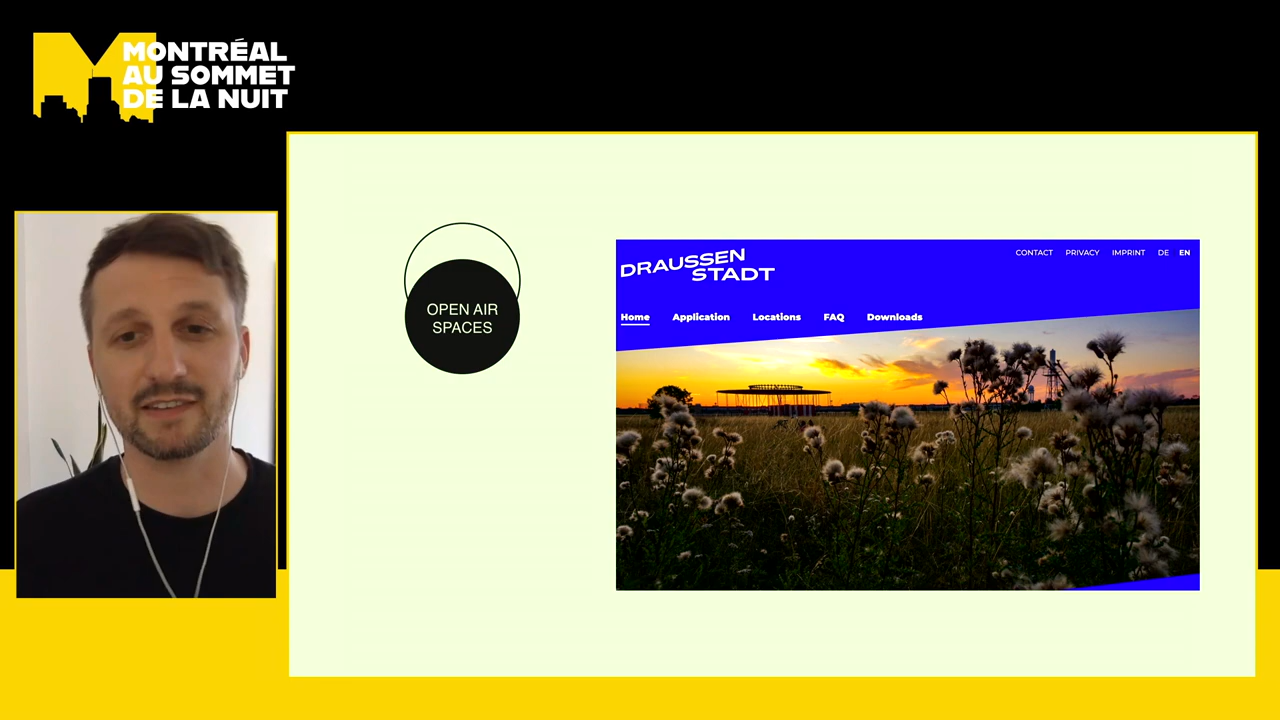 MONTRÉAL
AU SOMMET
DE LA NUIT
OPEN AIR
SPACES
DRAUSSEN
STADT
CONTACT PRIVACY IMPRINT DE EN
Home Application Locations FAQ Downloads